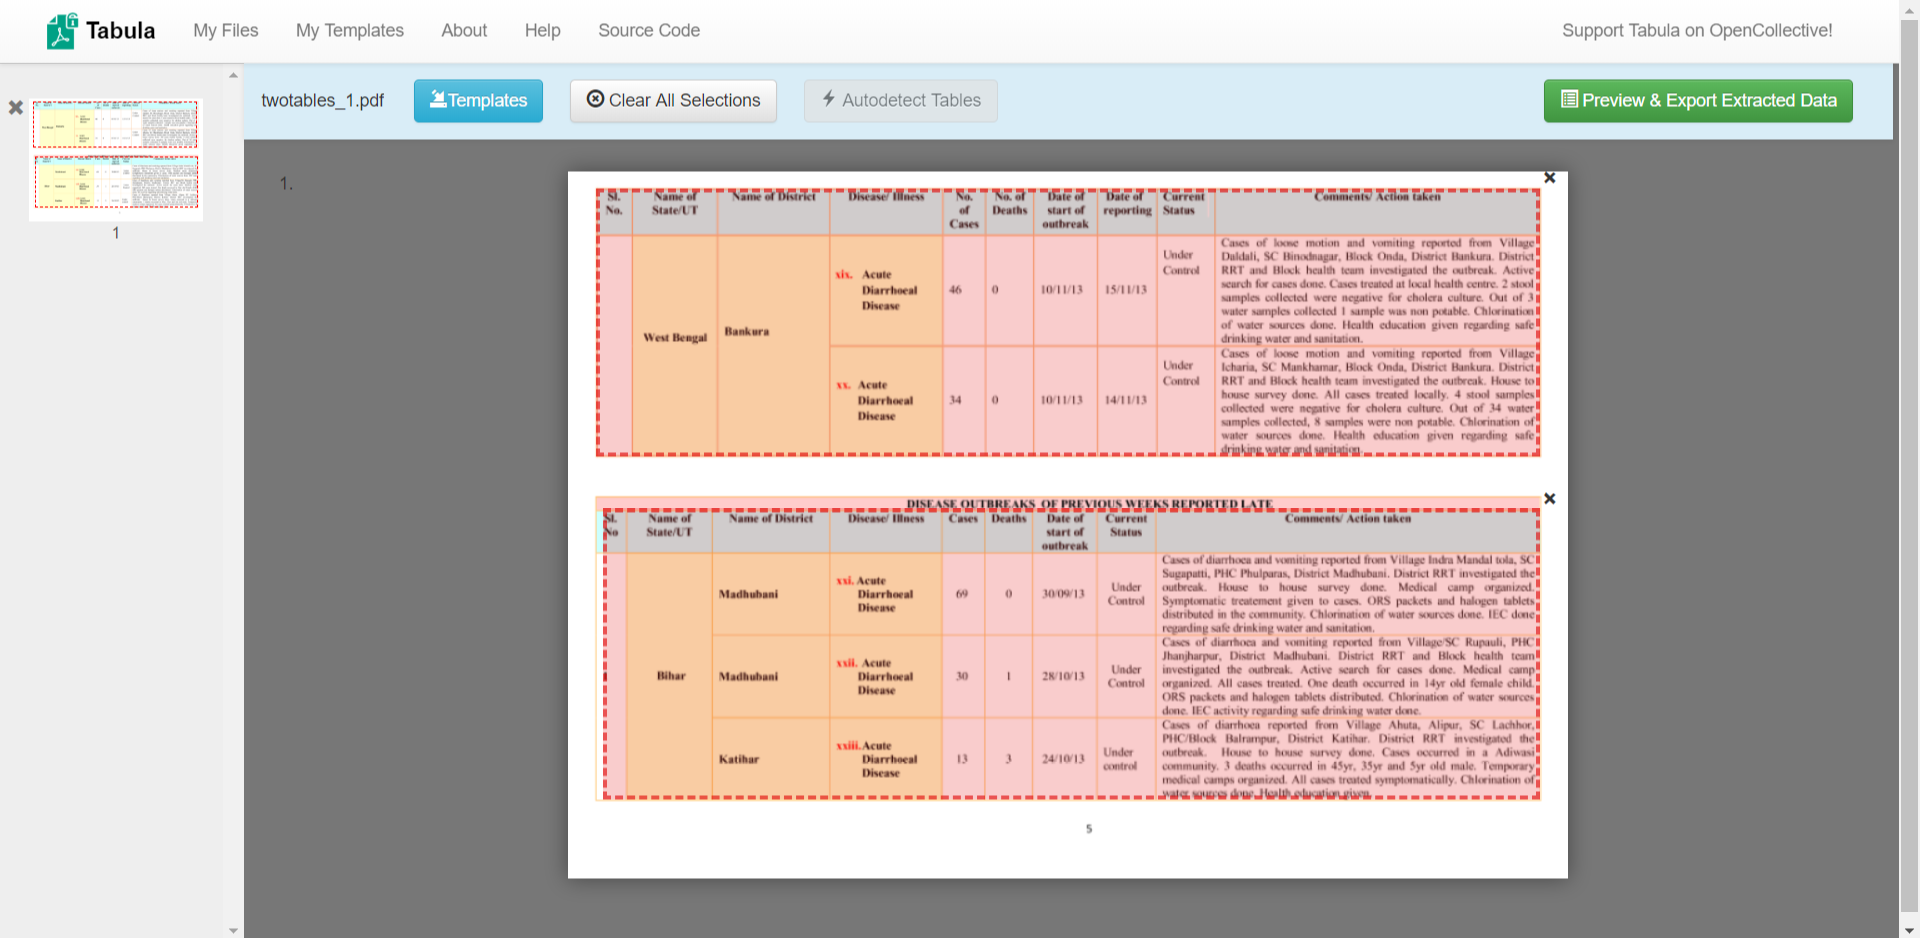 Tabula My Files My Templates About Help Source Code Support Tabula on OpenCollective!
twotables_1.pdf Templates Clear All Selections Autodetect Tables Preview & Export Extracted Data
1
1.
Sl. Name of Name of District Disease/ Illness No. No. of Date of Date of Current Comments/ Action taken
No. State/UT of Deaths start of reporting Status
Cases outbreak
West Bengal Bankura
xix. Acute
Diarrhoeal
Disease
46 0 10/11/13 15/11/13
Under
Control
Cases of loose motion and vomiting reported from Village
Daldali, SC Binodnagar, Block Onda, District Bankura. District
RRT and Block health team investigated the outbreak. Active
search for cases done. Cases treated at local health centre. 2 stool
samples collected were negative for cholera culture. Out of 3
water samples collected 1 sample was non potable. Chlorination
of water sources done. Health education given regarding safe
drinking water and sanitation.
xx. Acute
Diarrhoeal
Disease
34 0 10/11/13 14/11/13
Under
Control
Cases of loose motion and vomiting reported from Village
Icharia, SC Mankhamar, Block Onda, District Bankura. District
RRT and Block health team investigated the outbreak. House to
house survey done. All cases treated locally. 4 stool samples
collected were negative for cholera culture. Out of 34 water
samples collected, 8 samples were non potable. Chlorination of
water sources done. Health education given regarding safe
drinking water and sanitation.
DISEASE OUTBREAKS OF PREVIOUS WEEKS REPORTED LATE
Sl. Name of Name of District Disease/ Illness Cases Deaths Date of Current Comments/ Action taken
No State/UT start of Status
outbreak
Bihar
Madhubani
xxi. Acute
Diarrhoeal
Disease
69 0 30/09/13
Under
Control
Cases of diarrhoea and vomiting reported from Village Indra Mandal tola, SC
Sugapatti, PHC Phulparas, District Madhubani. District RRT investigated the
outbreak. House to house survey done. Medical camp organized.
Symptomatic treatement given to cases. ORS packets and halogen tablets
distributed in the community. Chlorination of water sources done. IEC done
regarding safe drinking water and sanitation.
Madhubani
xxii. Acute
Diarrhoeal
Disease
30 1 28/10/13
Under
Control
Cases of diarrhoea and vomiting reported from Village/SC Rupauli, PHC
Jhanjharpur, District Madhubani. District RRT and Block health team
investigated the outbreak. Active search for cases done. Medical camp
organized. All cases treated. One death occurred in 14yr old female child.
ORS packets and halogen tablets distributed. Chlorination of water sources
done. IEC activity regarding safe drinking water done.
Katihar
xxiii. Acute
Diarrhoeal
Disease
13 3 24/10/13
Under
control
Cases of diarrhoea reported from Village Ahuta, Alipur, SC Lachhor,
PHC/Block Balrampur, District Katihar. District RRT investigated the
outbreak. House to house survey done. Cases occurred in a Adiwasi
community. 3 deaths occurred in 45yr, 35yr and 5yr old male. Temporary
medical camps organized. All cases treated symptomatically. Chlorination of
water sources done. Health education given.
5